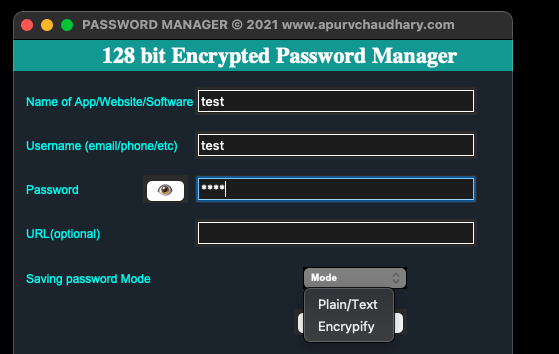 PASSWORD MANAGER © 2021 www.apurvchaudhary.com
128 bit Encrypted Password Manager
Name of App/Website/Software test
Username (email/phone/etc) test
Password ****
URL(optional)
Saving password Mode Mode
Plain/Text
Encrypify